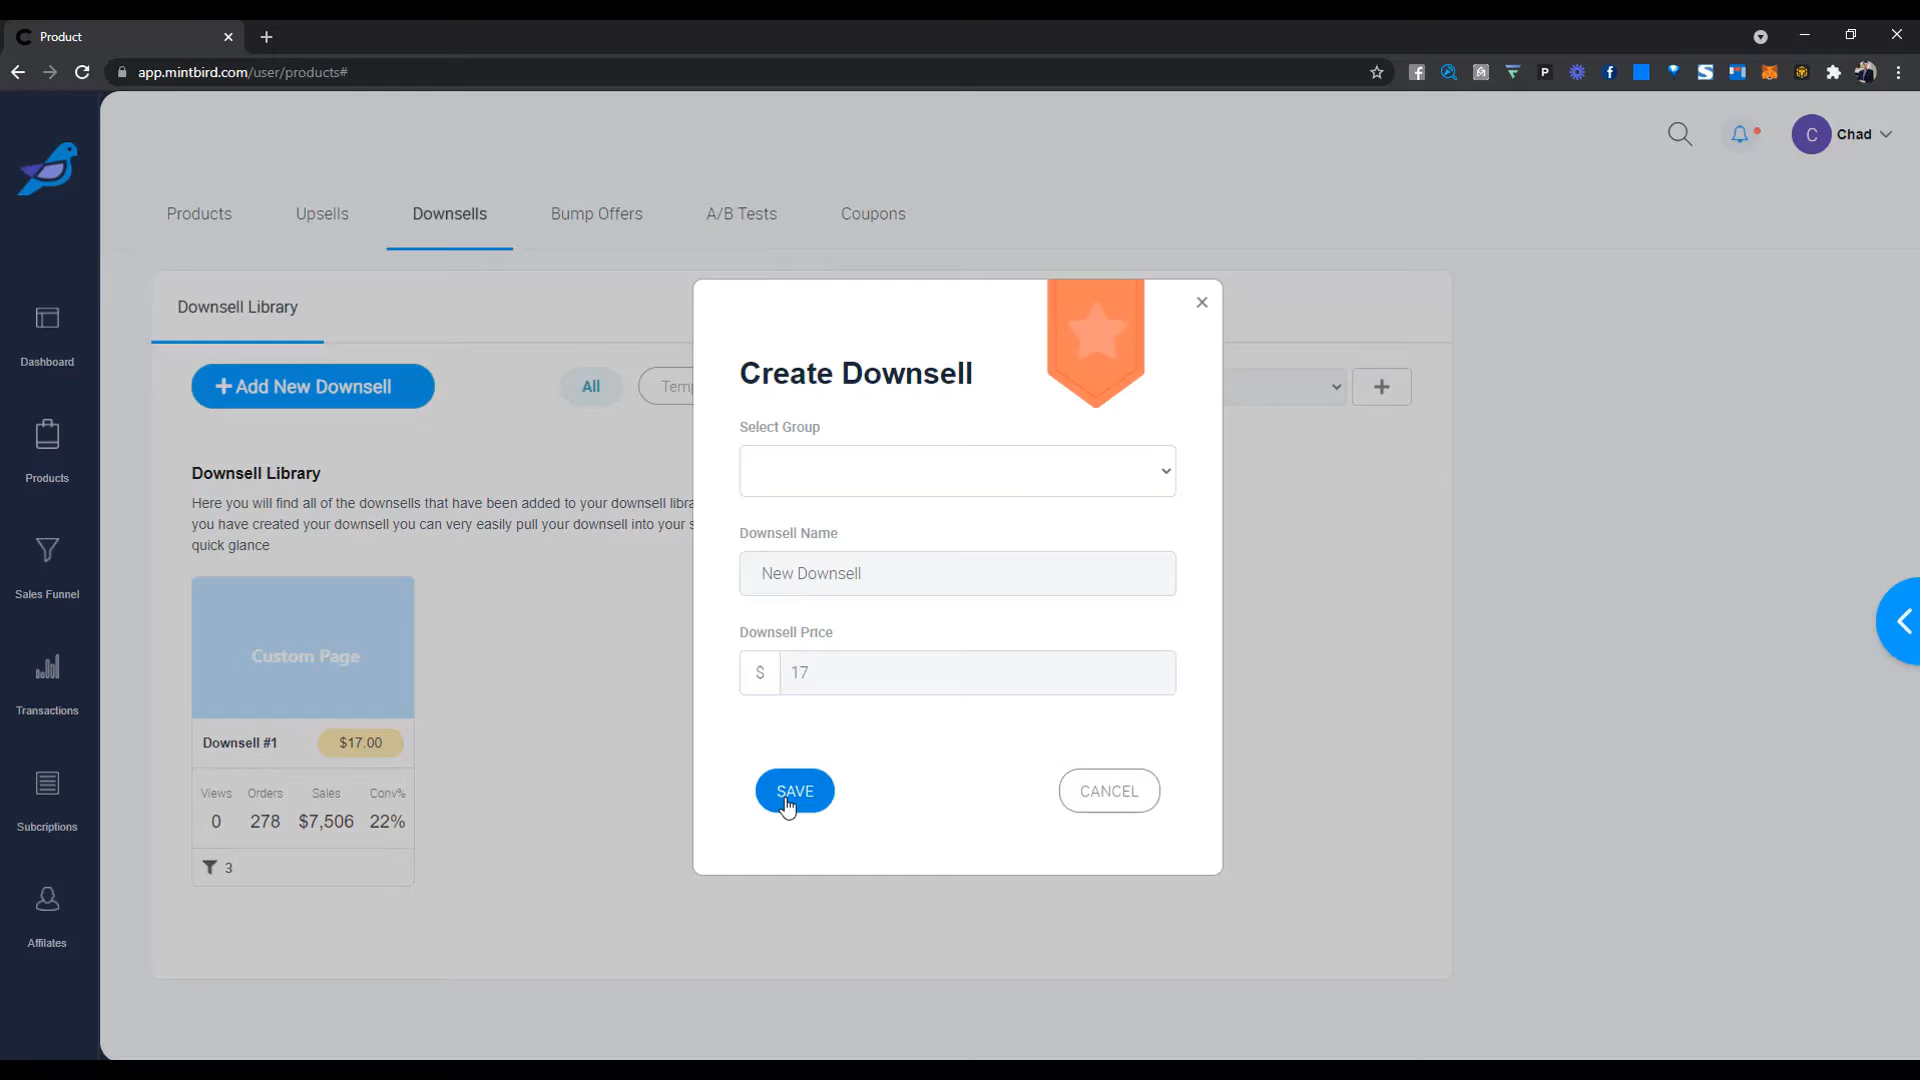 Product
app.mintbird.com/user/products#
C Chad
Products Upsells Downsells Bump Offers A/B Tests Coupons
Downsell Library
+ Add New Downsell All Temp
Downsell Library
Here you will find all of the downsells that have been added to your downsell libra
you have created your downsell you can very easily pull your downsell into your s
quick glance
Custom Page
Downsell #1 $17.00
Views Orders Sales Conv%
0 278 $7,506 22%
3
Create Downsell
Select Group
Downsell Name
New Downsell
Downsell Price
$ 17
SAVE CANCEL
Dashboard
Products
Sales Funnel
Transactions
Subcriptions
Affilates